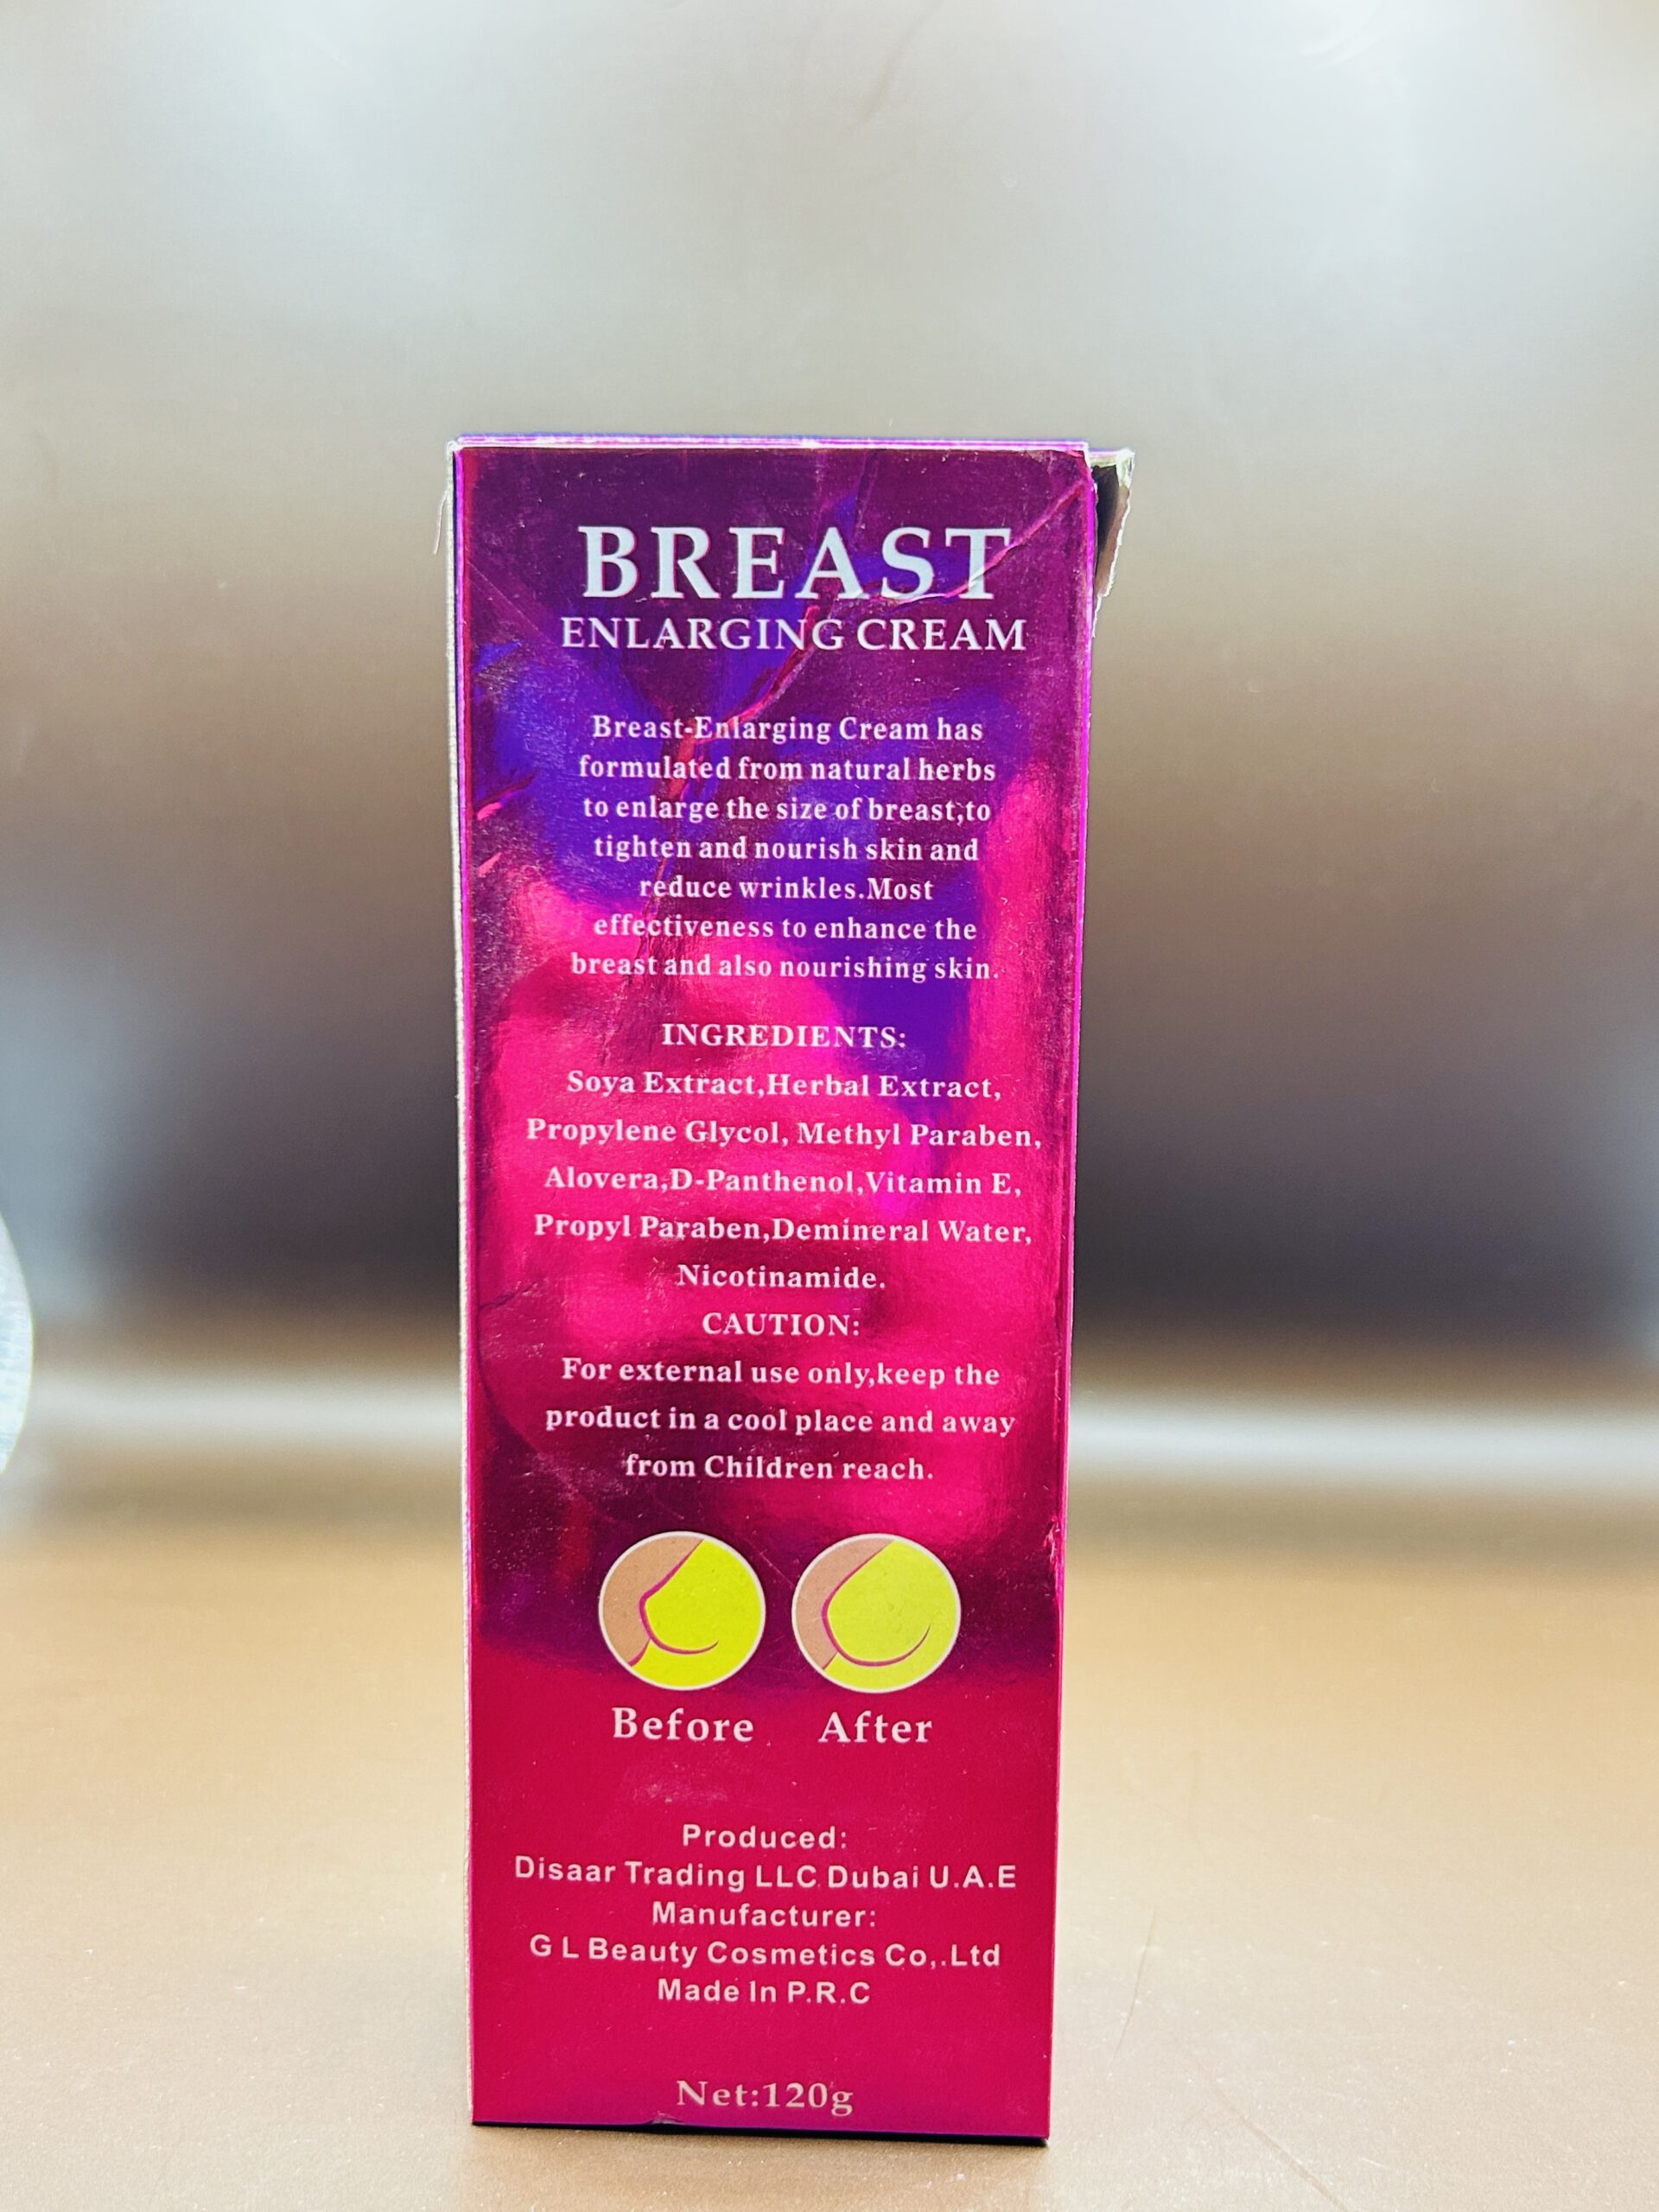 BREAST
ENLARGING CREAM
Breast-Enlarging Cream has
formulated from natural herbs
to enlarge the size of breast,to
tighten and nourish skin and
reduce wrinkles.Most
effectiveness to enhance the
breast and also nourishing skin.
INGREDIENTS:
Soya Extract,Herbal Extract,
Propylene Glycol, Methyl Paraben,
Alovera,D-Panthenol,Vitamin E,
Propyl Paraben,Demineral Water,
Nicotinamide.
CAUTION:
For external use only,keep the
product in a cool place and away
from Children reach.
Before After
Produced:
Disaar Trading LLC Dubai U.A.E
Manufacturer:
G L Beauty Cosmetics Co,.Ltd
Made In P.R.C
Net:120g